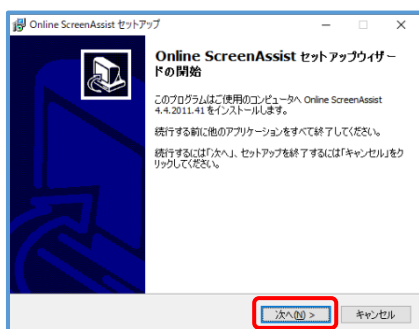 Online ScreenAssist セットアップ
Online ScreenAssist セットアップウィザー
ドの開始
このプログラムはご使用のコンピュータへ Online ScreenAssist
4.4.2011.41 をインストールします。
続行する前に他のアプリケーションをすべて終了してください。
続行するには「次へ」、セットアップを終了するには「キャンセル」をク
リックしてください。
次へ(N) >
キャンセル